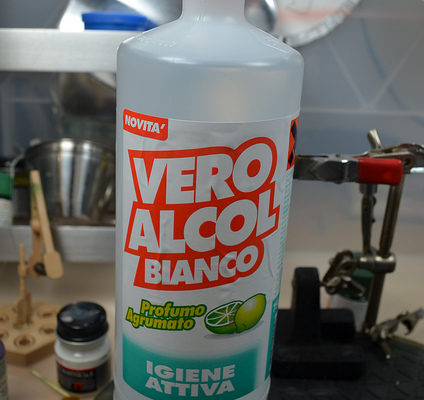 NOVITA'
VERO
ALCOL
BIANCO
Profumo
Agrumato
IGIENE
ATTIVA